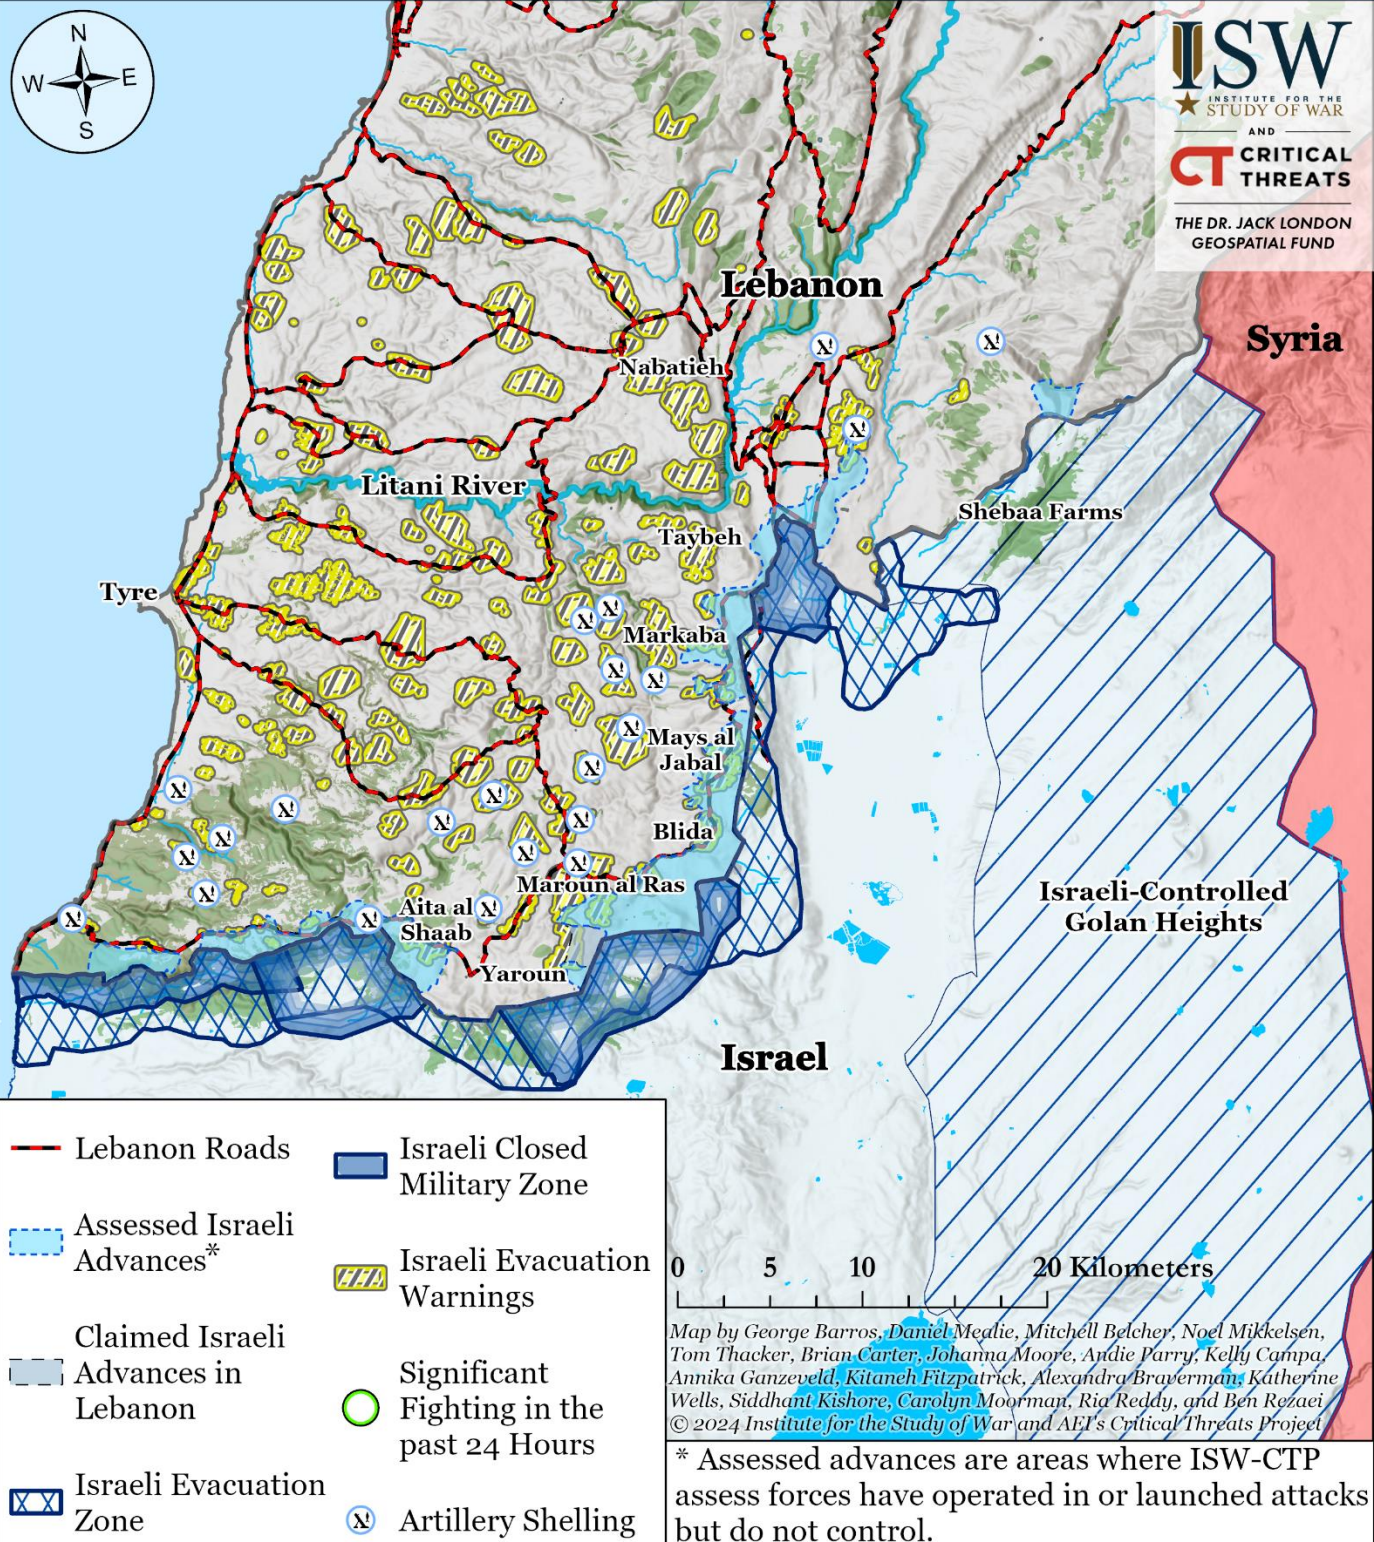 N
W
E
S
ISW
INSTITUTE FOR THE
STUDY OF WAR
AND
CT CRITICAL
THREATS
THE DR. JACK LONDON
GEOSPATIAL FUND
Lebanon
Syria
Nabatieh
Litani River
Shebaa Farms
Taybeh
Tyre
Markaba
Mays al
Jabal
Blida
Maroun al Ras
Aita al
Shaab
Yaroun
Israeli-Controlled
Golan Heights
Israel
Lebanon Roads
Assessed Israeli
Advances*
Claimed Israeli
Advances in
Lebanon
Israeli Evacuation
Zone
Israeli Closed
Military Zone
Israeli Evacuation
Warnings
Significant
Fighting in the
past 24 Hours
Artillery Shelling
0 5 10 20 Kilometers
Map by George Barros, Daniel Mealie, Mitchell Belcher, Noel Mikkelsen,
Tom Thacker, Brian Carter, Johanna Moore, Andie Parry, Kelly Campa,
Annika Ganzeveld, Kitaneh Fitzpatrick, Alexandra Braverman, Katherine
Wells, Siddhant Kishore, Carolyn Moorman, Ria Reddy, and Ben Rezaei
© 2024 Institute for the Study of War and AEI's Critical Threats Project
* Assessed advances are areas where ISW-CTP
assess forces have operated in or launched attacks
but do not control.